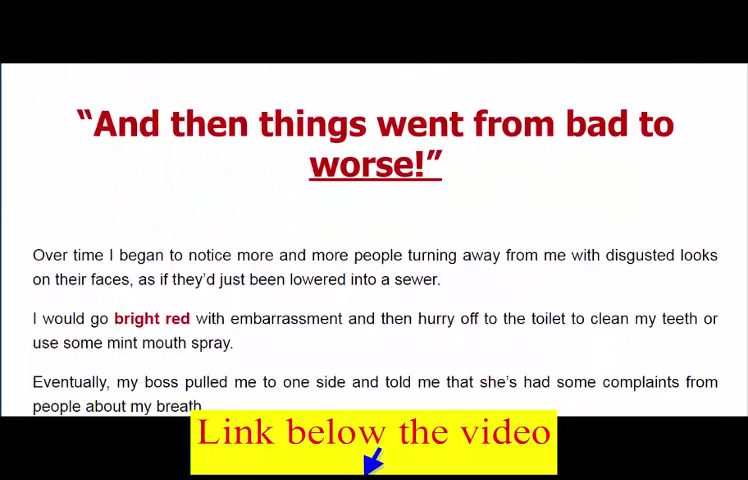 “And then things went from bad to
worse!”
Over time I began to notice more and more people turning away from me with disgusted looks
on their faces, as if they’d just been lowered into a sewer.
I would go bright red with embarrassment and then hurry off to the toilet to clean my teeth or
use some mint mouth spray.
Eventually, my boss pulled me to one side and told me that she’s had some complaints from
people about my breath
Link below the video